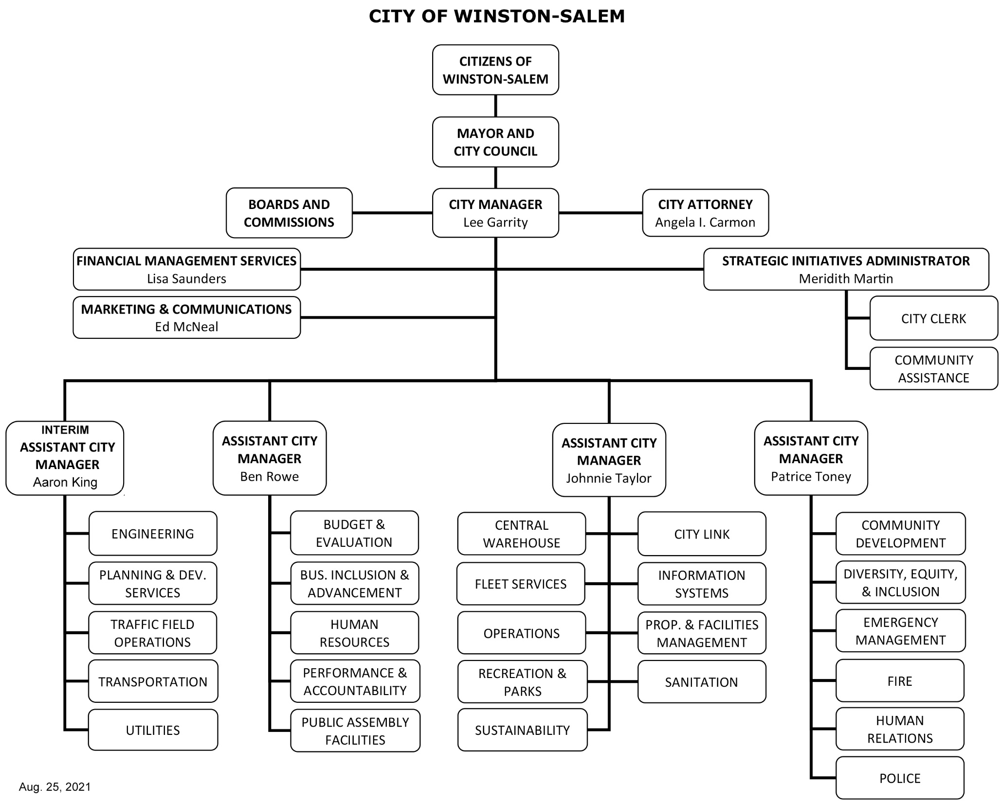 CITY OF WINSTON-SALEM
CITIZENS OF
WINSTON-SALEM
MAYOR AND
CITY COUNCIL
BOARDS AND
COMMISSIONS
CITY MANAGER
Lee Garrity
CITY ATTORNEY
Angela I. Carmon
FINANCIAL MANAGEMENT SERVICES
Lisa Saunders
STRATEGIC INITIATIVES ADMINISTRATOR
Meridith Martin
MARKETING & COMMUNICATIONS
Ed McNeal
CITY CLERK
COMMUNITY
ASSISTANCE
INTERIM
ASSISTANT CITY
MANAGER
Aaron King
ENGINEERING
PLANNING & DEV.
SERVICES
TRAFFIC FIELD
OPERATIONS
TRANSPORTATION
UTILITIES
ASSISTANT CITY
MANAGER
Ben Rowe
BUDGET &
EVALUATION
BUS. INCLUSION &
ADVANCEMENT
HUMAN
RESOURCES
PERFORMANCE &
ACCOUNTABILITY
PUBLIC ASSEMBLY
FACILITIES
ASSISTANT CITY
MANAGER
Johnnie Taylor
CENTRAL
WAREHOUSE
FLEET SERVICES
OPERATIONS
RECREATION &
PARKS
SUSTAINABILITY
CITY LINK
INFORMATION
SYSTEMS
PROP. & FACILITIES
MANAGEMENT
SANITATION
ASSISTANT CITY
MANAGER
Patrice Toney
COMMUNITY
DEVELOPMENT
DIVERSITY, EQUITY,
& INCLUSION
EMERGENCY
MANAGEMENT
FIRE
HUMAN
RELATIONS
POLICE
Aug. 25, 2021